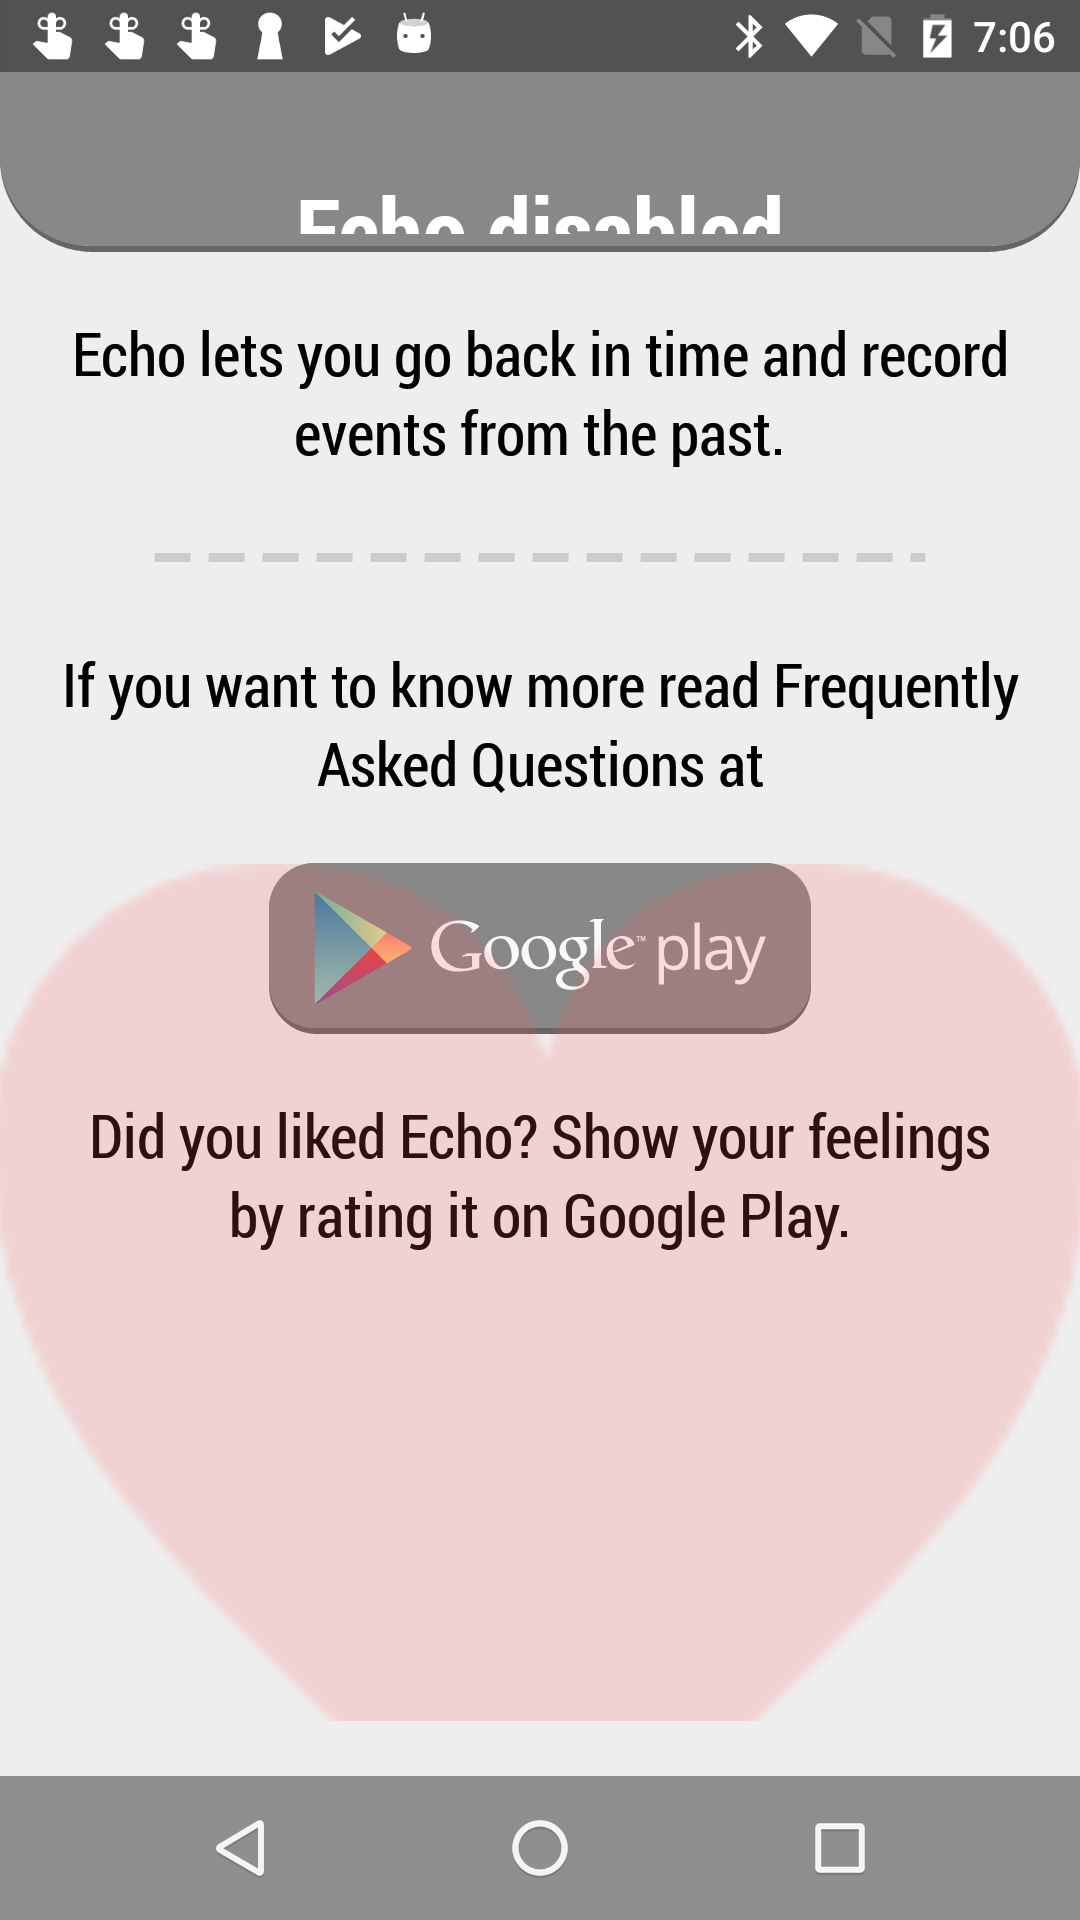 7:06
Echo disabled
Echo lets you go back in time and record
events from the past.
If you want to know more read Frequently
Asked Questions at
Google™ play
Did you liked Echo? Show your feelings
by rating it on Google Play.